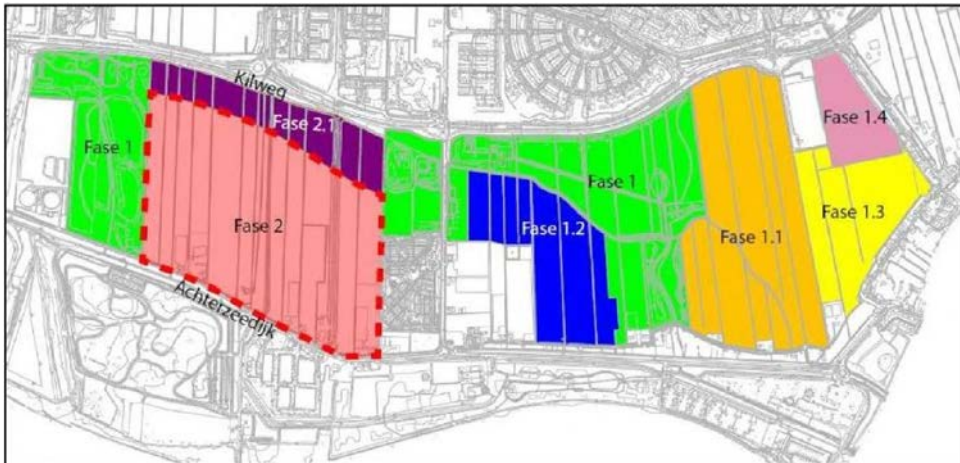 Kilweg
Fase 2.1
Fase 1
Fase 2
Achterzeedijk
Fase 1.2
Fase 1
Fase 1.1
Fase 1.4
Fase 1.3